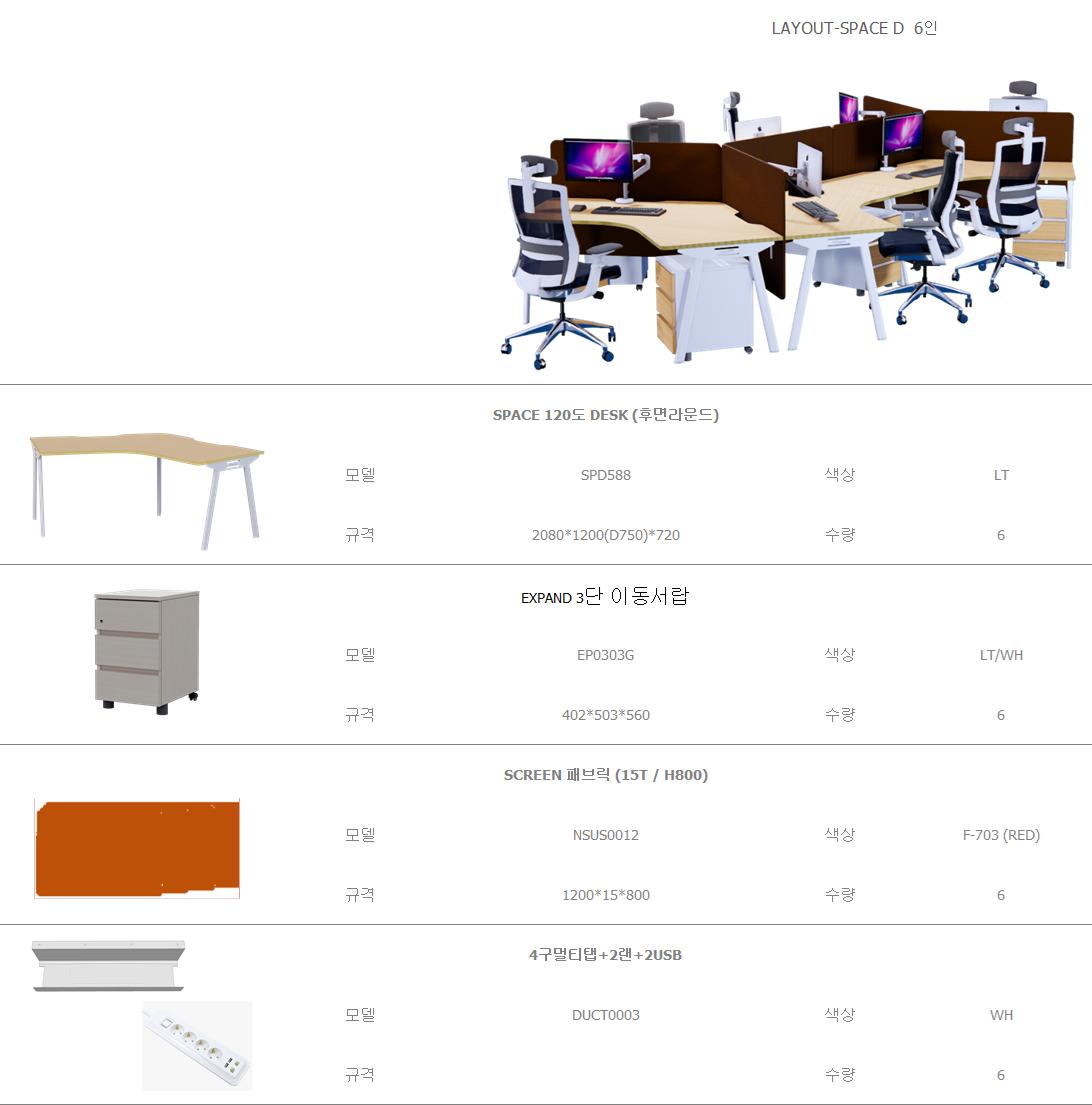 LAYOUT-SPACE D 6인
SPACE 120도 DESK (후면라운드)
모델 SPD588 색상 LT
규격 2080*1200(D750)*720 수량 6
EXPAND 3단 이동서랍
모델 EP0303G 색상 LT/WH
규격 402*503*560 수량 6
SCREEN 패브릭 (15T / H800)
모델 NSUS0012 색상 F-703 (RED)
규격 1200*15*800 수량 6
4구멀티탭+2랜+2USB
모델 DUCT0003 색상 WH
규격 수량 6